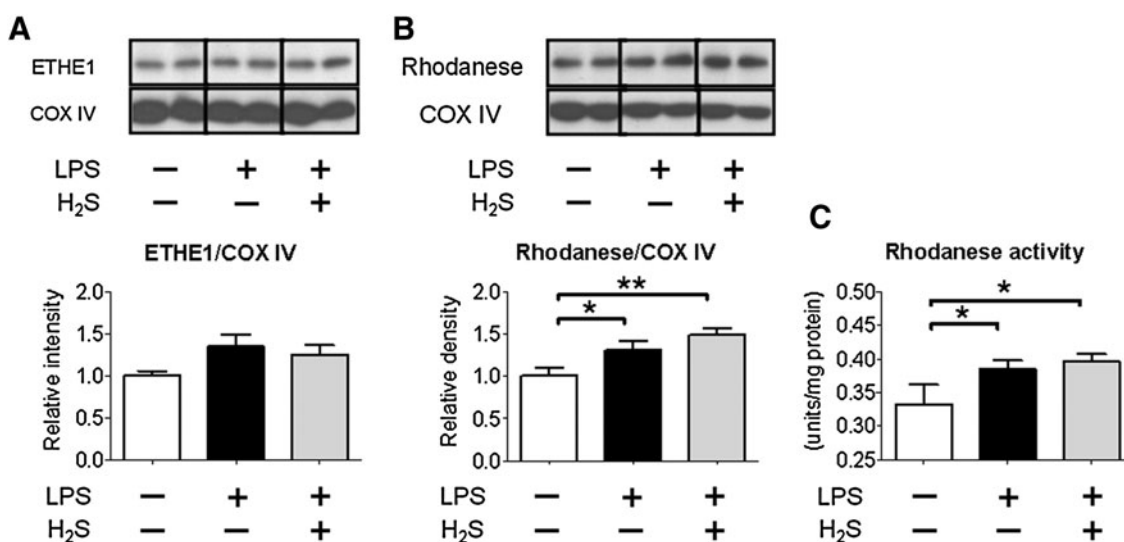 A
ETHE1
COX IV
LPS − + +
H₂S − − +
ETHE1/COX IV
Relative intensity
2.0
1.5
1.0
0.5
0.0
LPS − + +
H₂S − − +
B
Rhodanese
COX IV
LPS − + +
H₂S − − +
Rhodanese/COX IV
Relative density
2.0
1.5
1.0
0.5
0.0
**
*
LPS − + +
H₂S − − +
C
Rhodanese activity
(units/mg protein)
0.50
0.45
0.40
0.35
0.30
0.25
*
*
LPS − + +
H₂S − − +